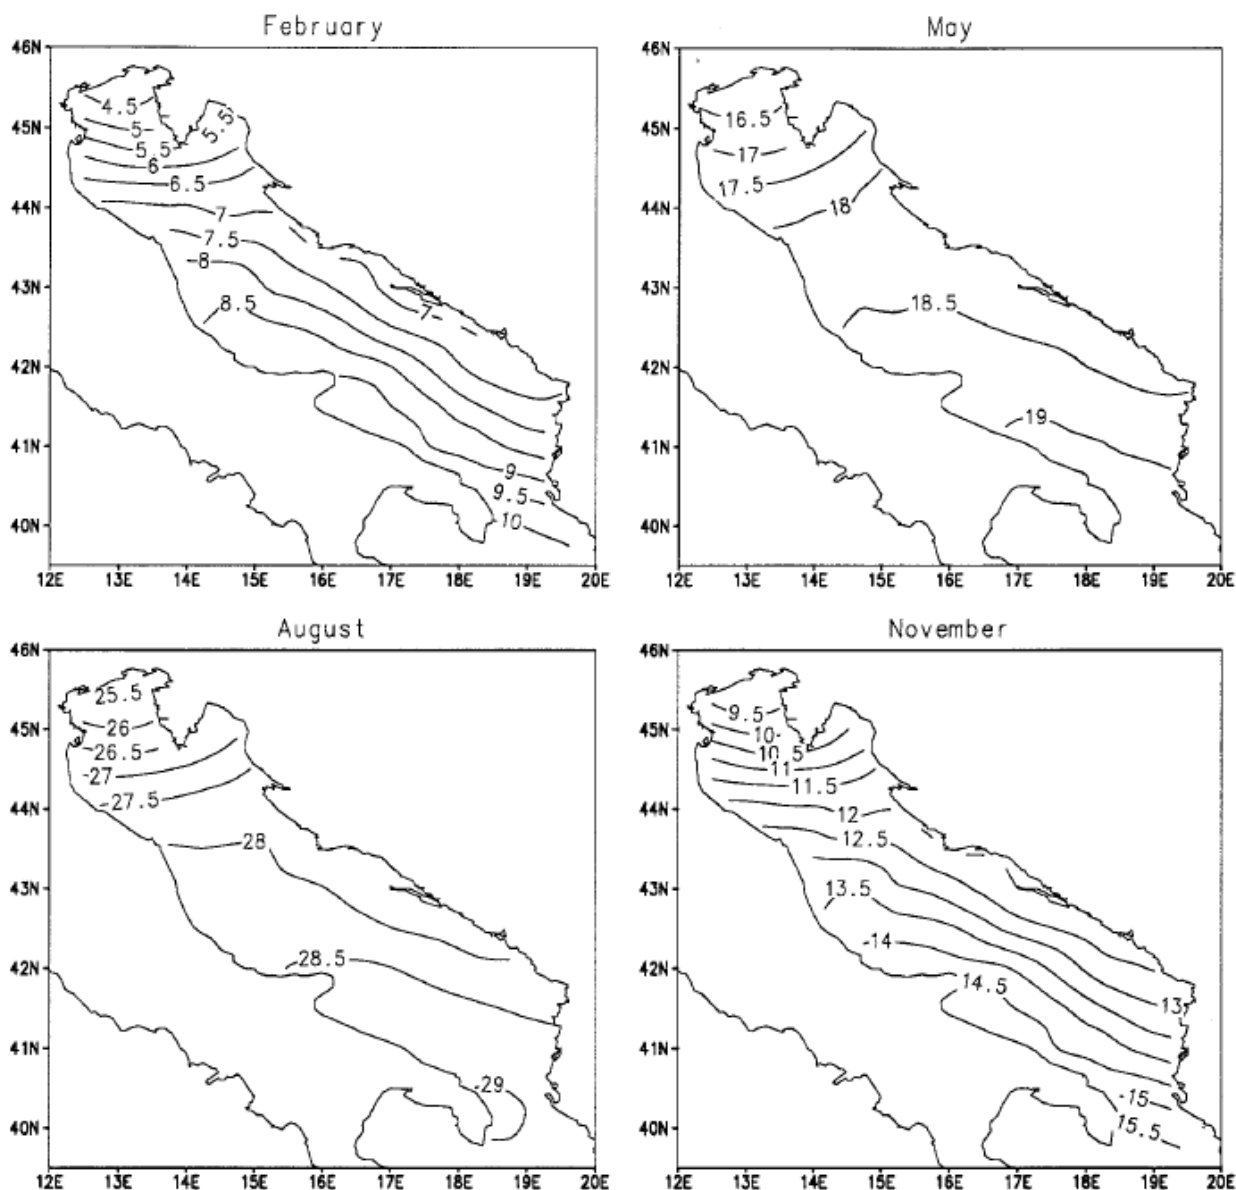 February
46N
4.5
5
5.5
45N
5.5
6
6.5
44N
7
7.5
8
43N
8.5
7
42N
41N
9
9.5
10
40N
12E 13E 14E 15E 16E 17E 18E 19E 20E
May
46N
16.5
45N
17
17.5
44N
18
43N
18.5
42N
19
41N
40N
12E 13E 14E 15E 16E 17E 18E 19E 20E
August
46N
25.5
45N
26
26.5
27
27.5
44N
28
43N
28.5
42N
41N
29
40N
12E 13E 14E 15E 16E 17E 18E 19E 20E
November
46N
9.5
45N
10
10.5
11
11.5
44N
12
12.5
43N
13.5
14
42N
14.5
13
41N
15
15.5
40N
12E 13E 14E 15E 16E 17E 18E 19E 20E